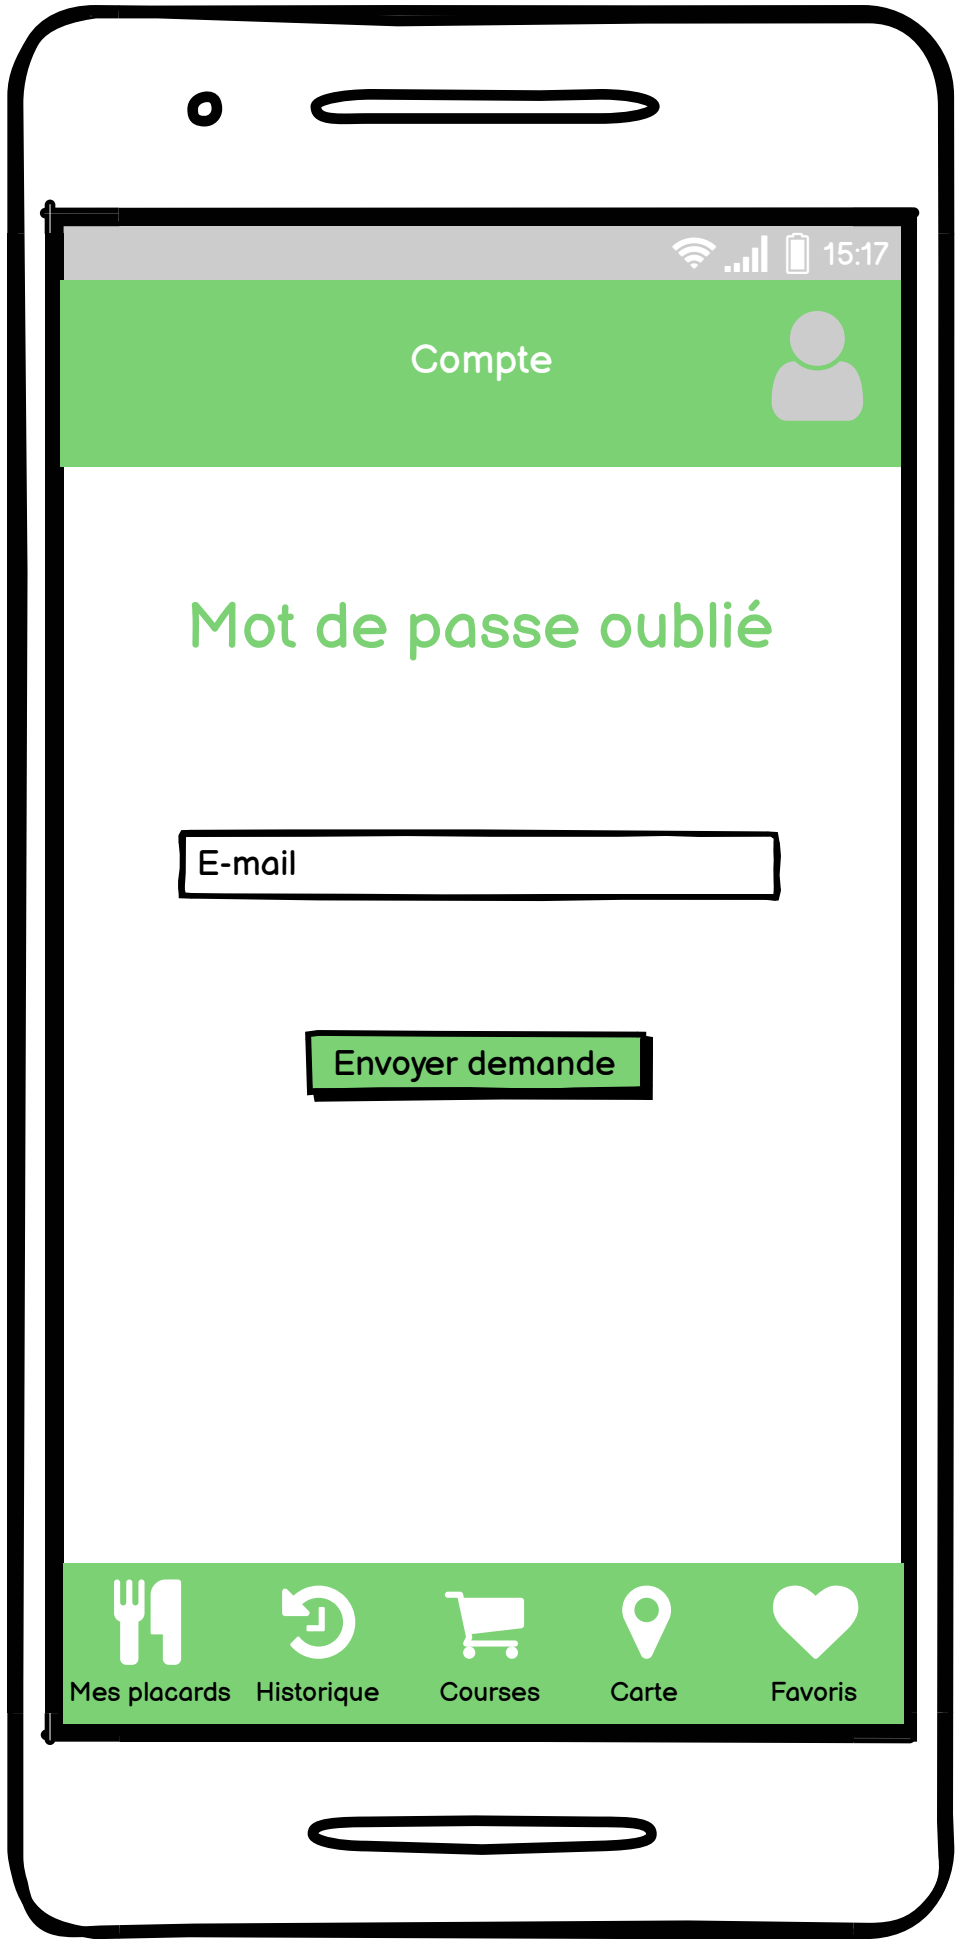 15:17
Compte
Mot de passe oublié
E-mail
Envoyer demande
Mes placards Historique Courses Carte Favoris